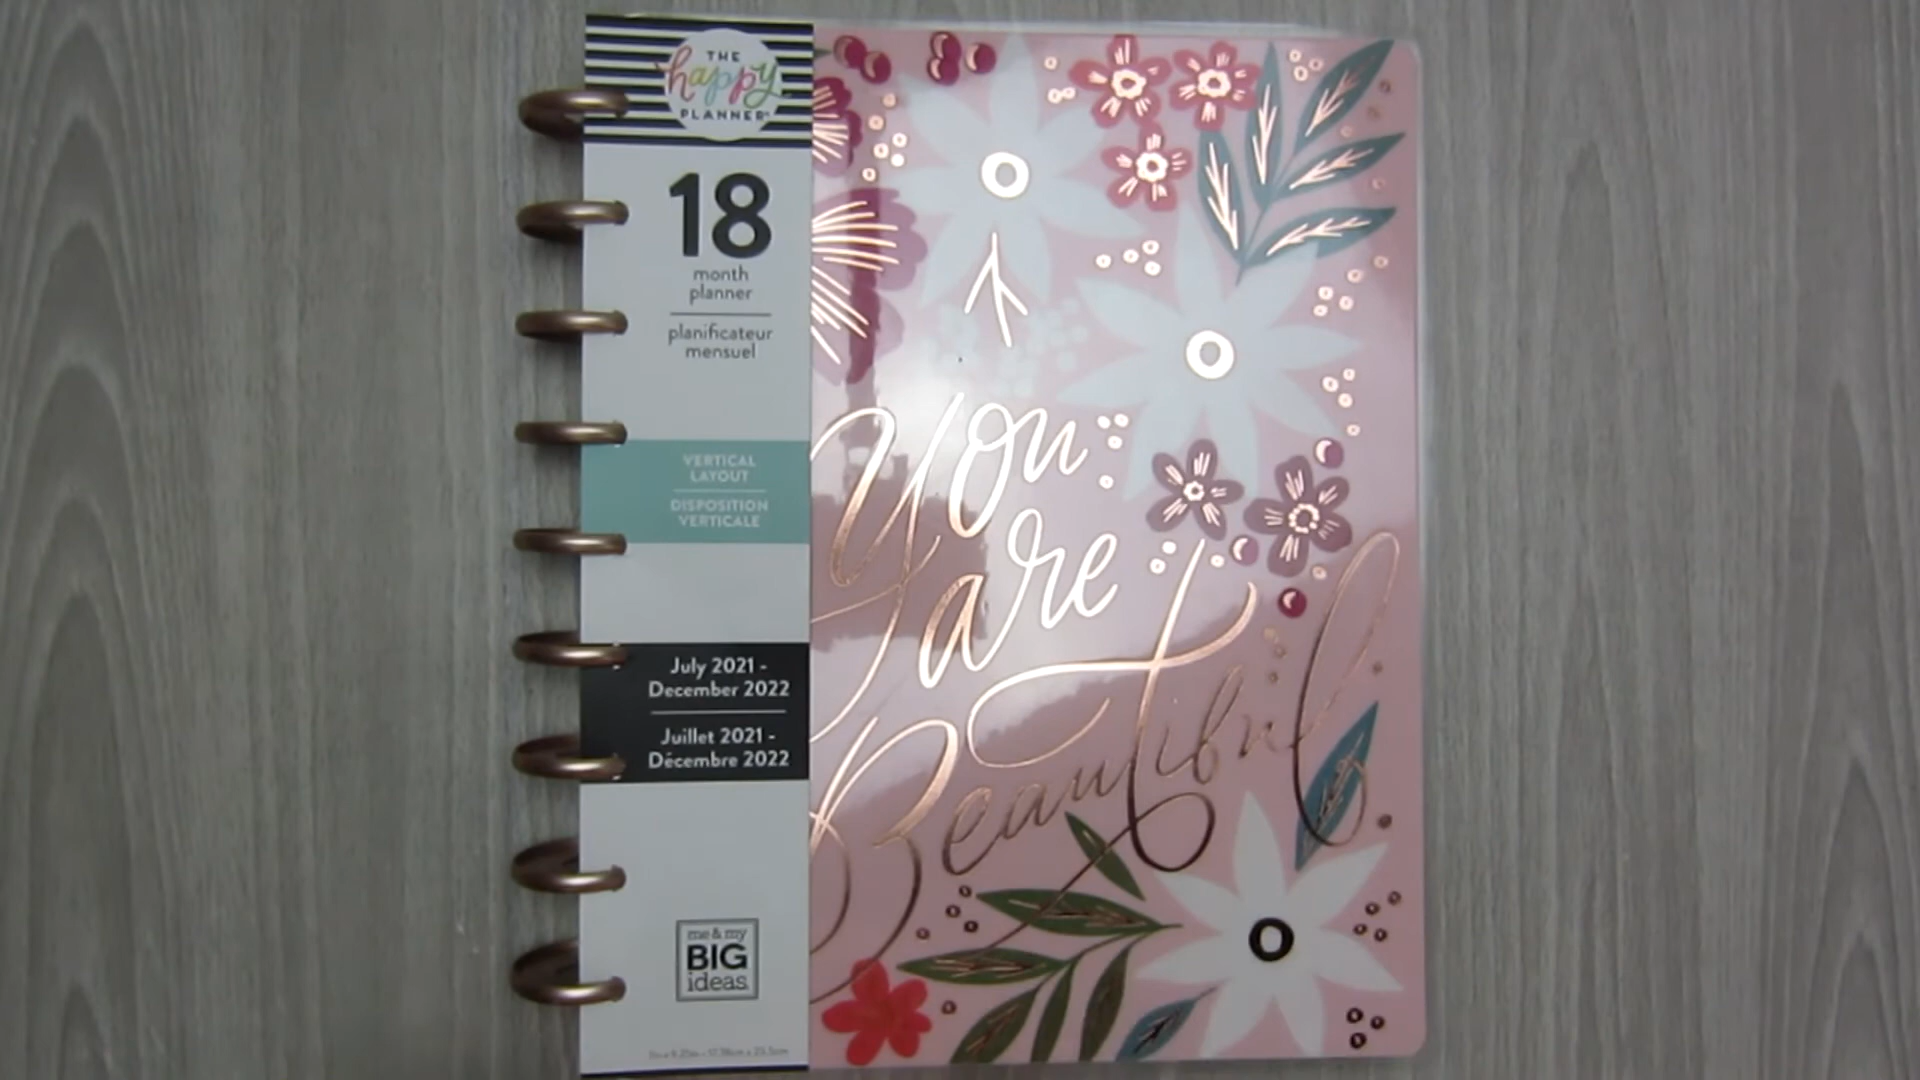 THE
happy
PLANNER
18
month
planner
planificateur
mensuel
VERTICAL
LAYOUT
DISPOSITION
VERTICALE
July 2021 -
December 2022
Juillet 2021 -
Décembre 2022
me & my
BIG
ideas
You
are
Beautiful